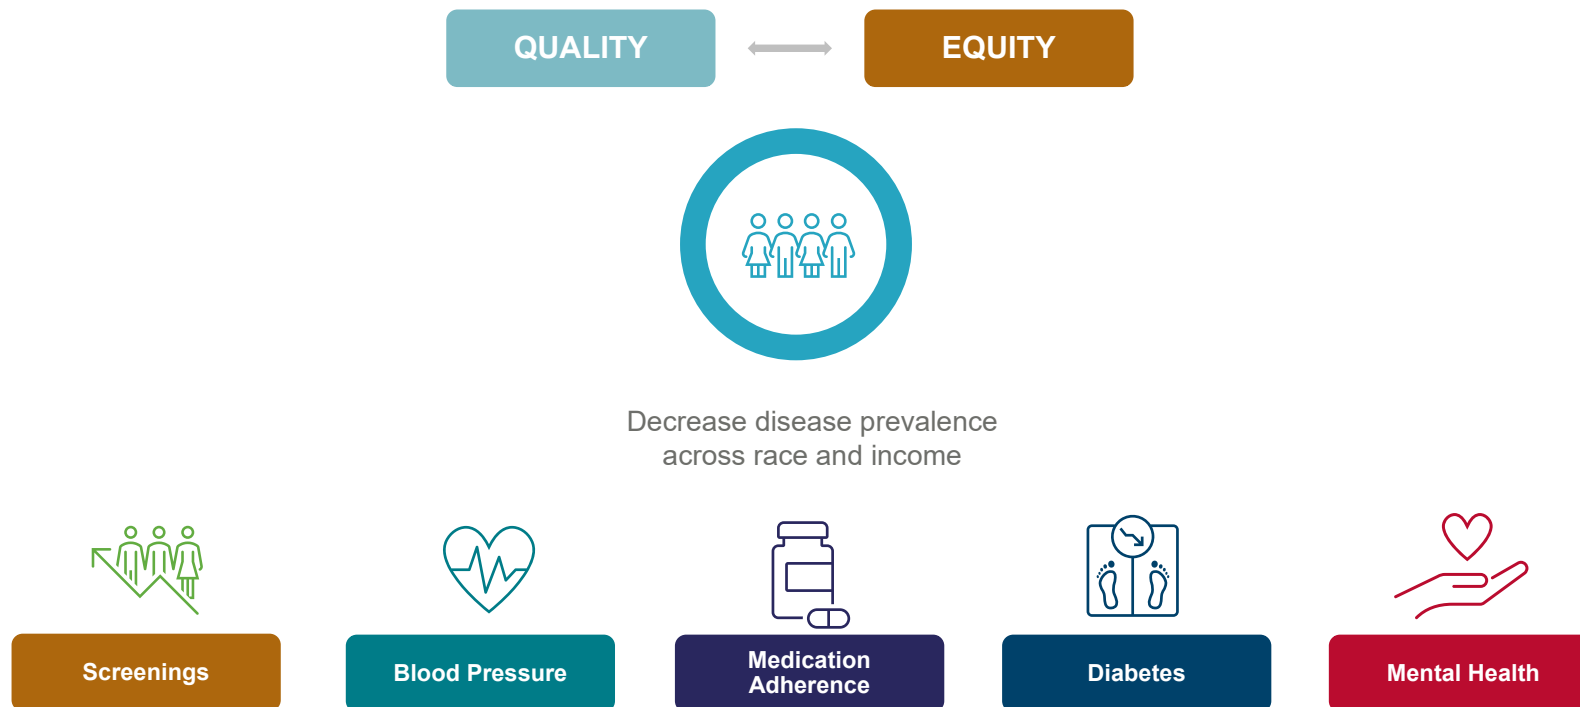 QUALITY
EQUITY
Decrease disease prevalence
across race and income
Screenings
Blood Pressure
Medication
Adherence
Diabetes
Mental Health